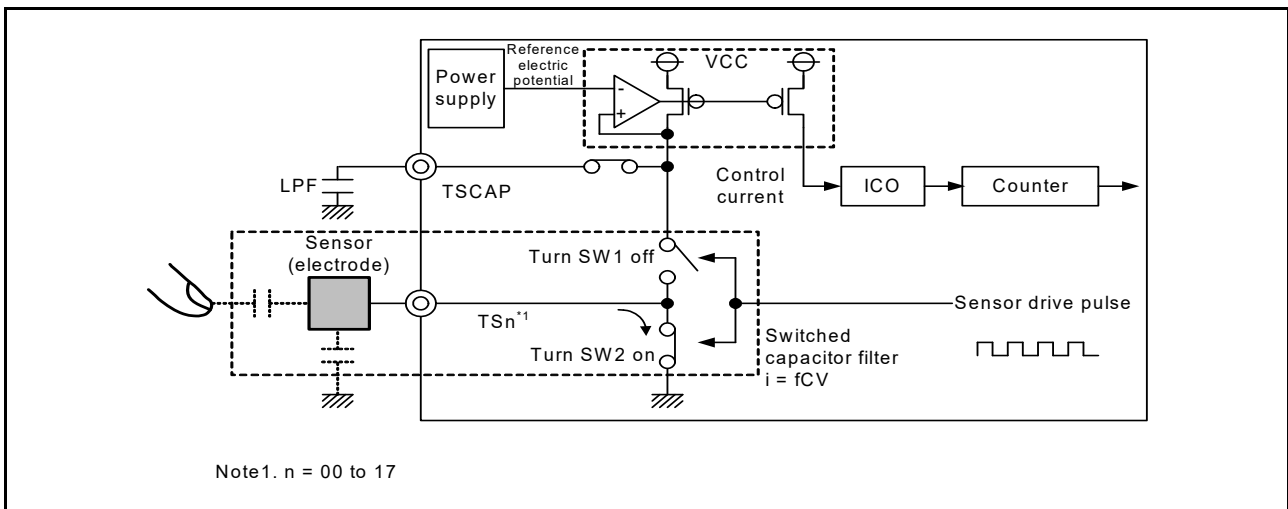 Reference
electric
potential
VCC
Power
supply
-
+
LPF
TSCAP
Control
current
ICO
Counter
Sensor
(electrode)
Turn SW1 off
Sensor drive pulse
TSn*1
Turn SW2 on
Switched
capacitor filter
i = fCV
Note1. n = 00 to 17